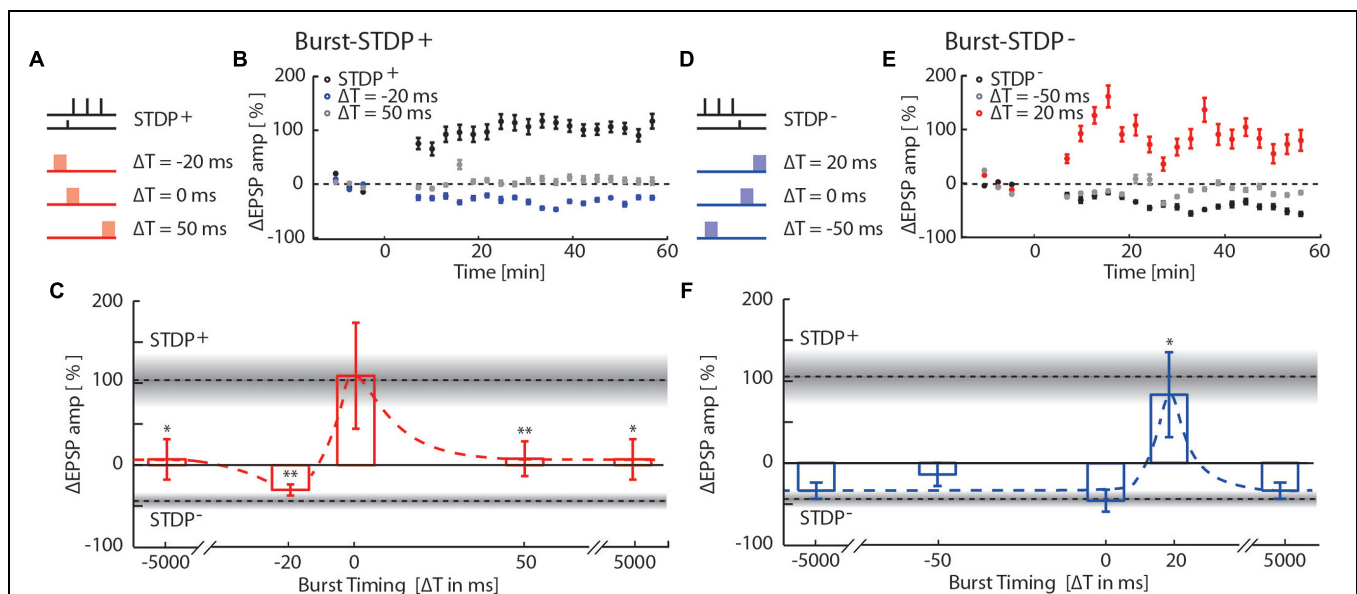 Burst-STDP+
Burst-STDP-
A
STDP+
ΔT = -20 ms
ΔT = 0 ms
ΔT = 50 ms
B
200
100
0
-100
ΔEPSP amp [ % ]
STDP+
ΔT = -20 ms
ΔT = 50 ms
0
20
40
60
Time [min]
D
STDP-
ΔT = 20 ms
ΔT = 0 ms
ΔT = -50 ms
E
200
100
0
-100
ΔEPSP amp [ % ]
STDP-
ΔT = -50 ms
ΔT = 20 ms
0
20
40
60
Time [min]
C
200
100
0
-100
ΔEPSP amp [ % ]
STDP+
STDP-
*
**
**
*
-5000
-20
0
50
5000
Burst Timing [ΔT in ms]
F
200
100
0
-100
ΔEPSP amp [ % ]
STDP+
STDP-
*
-5000
-50
0
20
5000
Burst Timing [ΔT in ms]